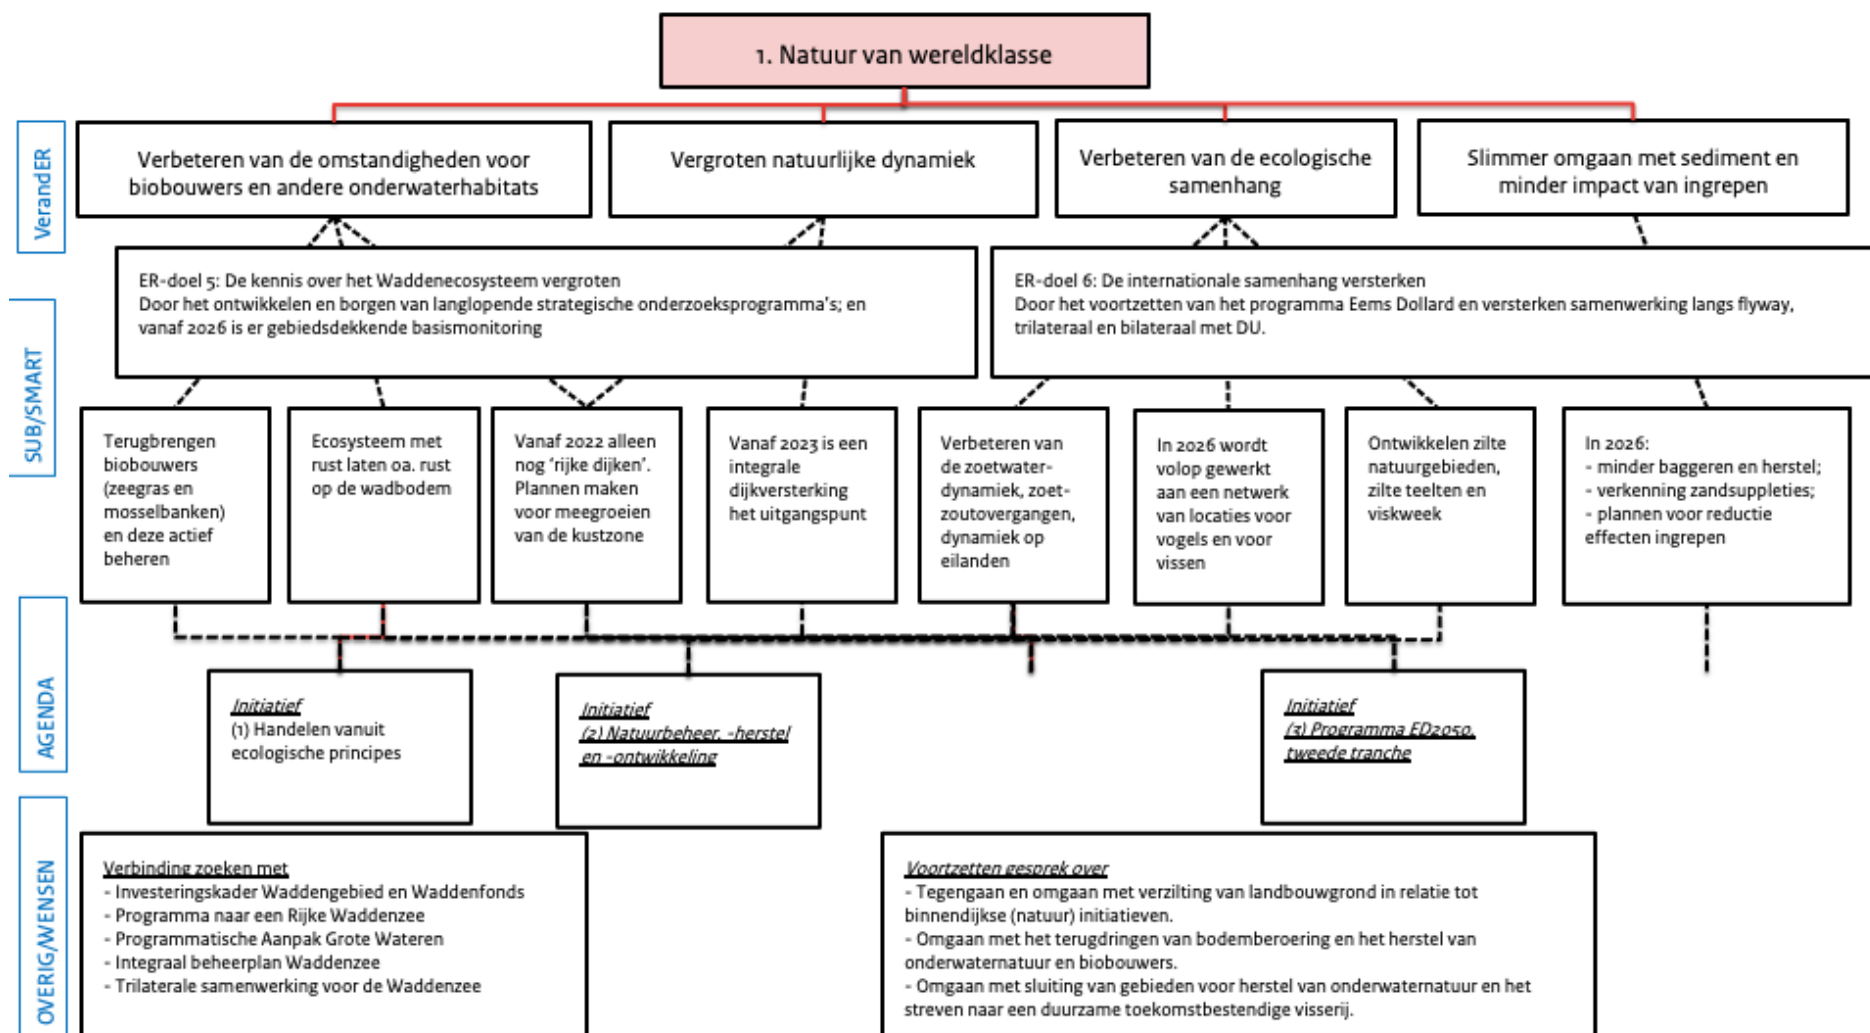 1. Natuur van wereldklasse
VerandER
Verbeteren van de omstandigheden voor
biobouwers en andere onderwaterhabitats
Vergroten natuurlijke dynamiek
Verbeteren van de ecologische
samenhang
Slimmer omgaan met sediment en
minder impact van ingrepen
SUB/SMART
ER-doel 5: De kennis over het Waddenecosysteem vergroten
Door het ontwikkelen en borgen van langlopende strategische onderzoeksprogramma's; en
vanaf 2026 is er gebiedsdekkende basismonitoring
ER-doel 6: De internationale samenhang versterken
Door het voortzetten van het programma Eems Dollard en versterken samenwerking langs flyway,
trilateraal en bilateraal met DU.
Terugbrengen
biobouwers
(zeegras en
mosselbanken)
en deze actief
beheren
Ecosysteem met
rust laten oa. rust
op de wadbodem
Vanaf 2022 alleen
nog 'rijke dijken'.
Plannen maken
voor meegroeien
van de kustzone
Vanaf 2023 is een
integrale
dijkversterking
het uitgangspunt
Verbeteren van
de zoetwater-
dynamiek, zoet-
zoutovergangen,
dynamiek op
eilanden
In 2026 wordt
volop gewerkt
aan een netwerk
van locaties voor
vogels en voor
vissen
Ontwikkelen zilte
natuurgebieden,
zilte teelten en
viskweek
In 2026:
- minder baggeren en herstel;
- verkenning zandsuppleties;
- plannen voor reductie
effecten ingrepen
AGENDA
Initiatief
(1) Handelen vanuit
ecologische principes
Initiatief
(2) Natuurbeheer, -herstel
en -ontwikkeling
Initiatief
(3) Programma ED2050,
tweede tranche
OVERIG/WENSEN
Verbinding zoeken met
- Investeringskader Waddengebied en Waddenfonds
- Programma naar een Rijke Waddenzee
- Programmatische Aanpak Grote Wateren
- Integraal beheerplan Waddenzee
- Trilaterale samenwerking voor de Waddenzee
Voortzetten gesprek over
- Tegengaan en omgaan met verzilting van landbouwgrond in relatie tot
binnendijkse (natuur) initiatieven.
- Omgaan met het terugdringen van bodemberoering en het herstel van
onderwaternatuur en biobouwers.
- Omgaan met sluiting van gebieden voor herstel van onderwaternatuur en het
streven naar een duurzame toekomstbestendige visserij.